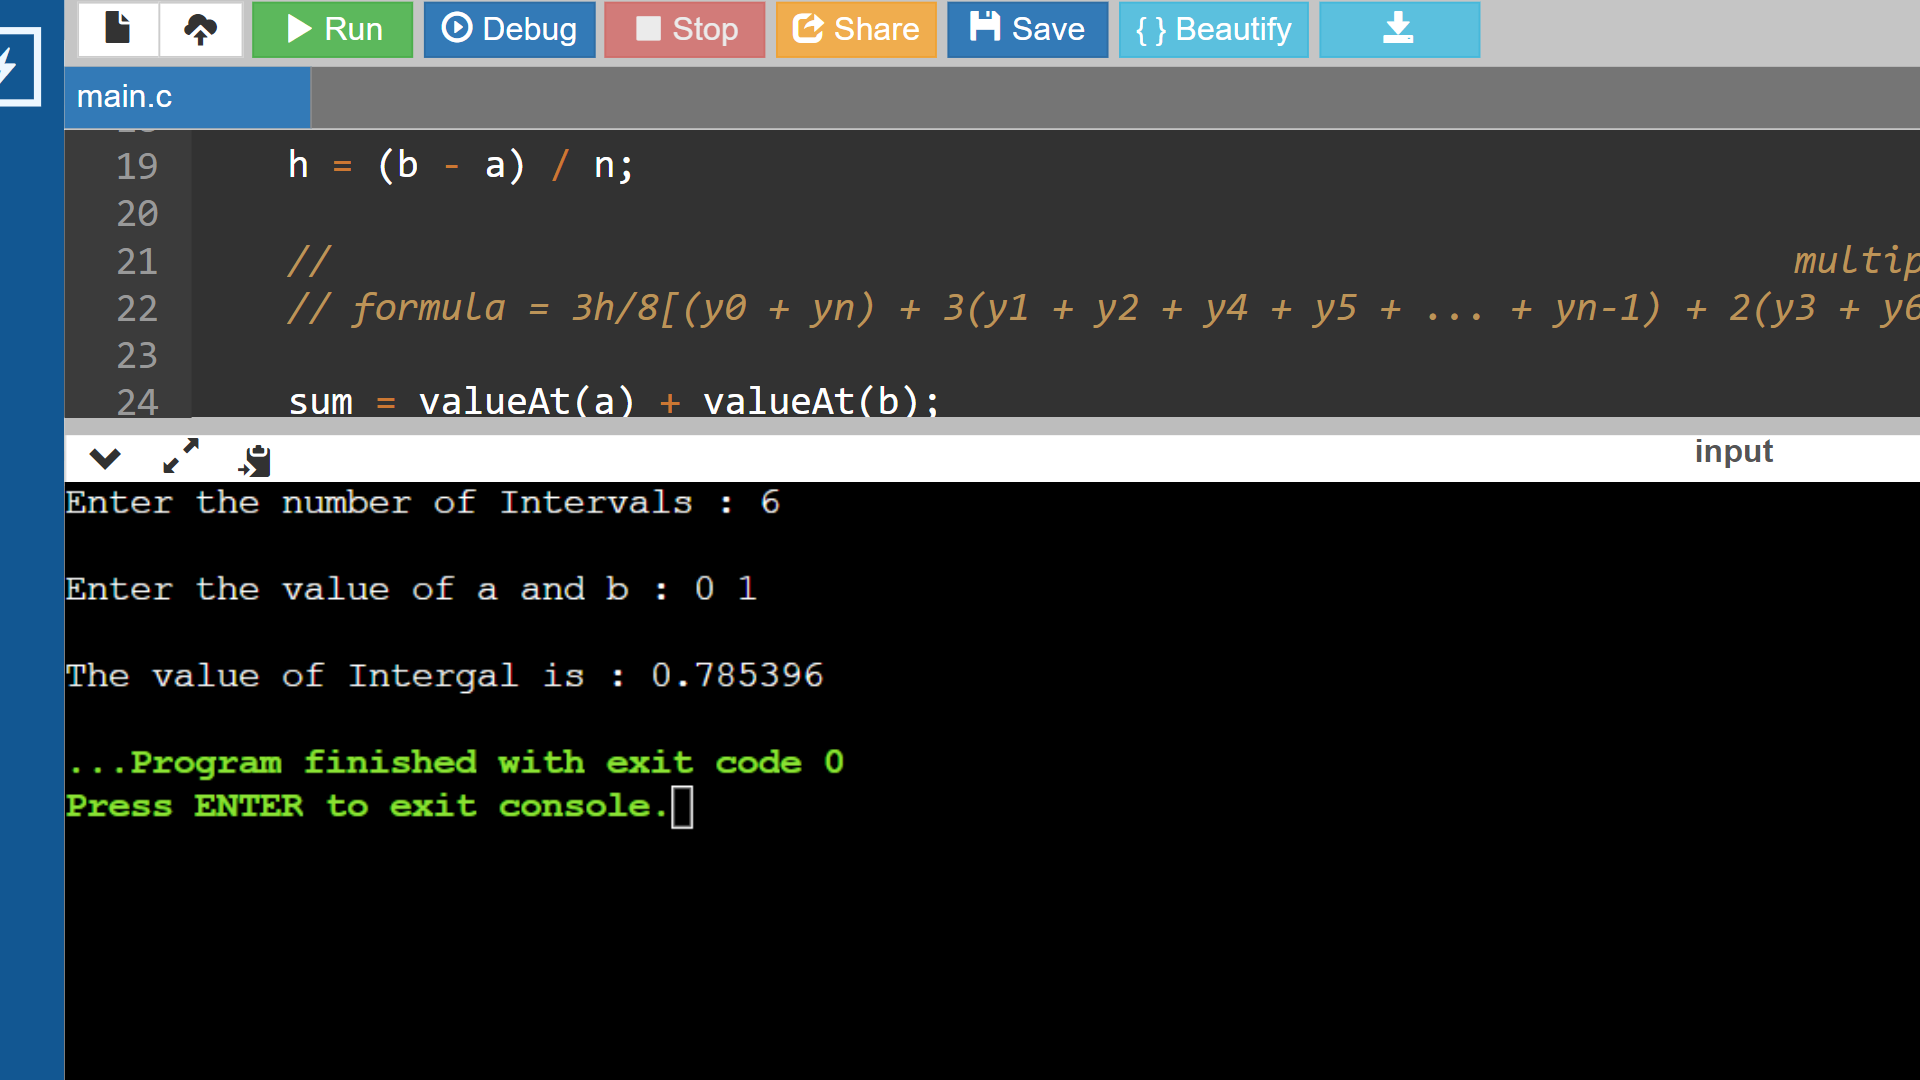 Run Debug Stop Share Save { } Beautify
main.c
19 h = (b - a) / n;
20
21 //
22 // formula = 3h/8[(y0 + yn) + 3(y1 + y2 + y4 + y5 + ... + yn-1) + 2(y3 + y6
23
24 sum = valueAt(a) + valueAt(b);
input
Enter the number of Intervals : 6
Enter the value of a and b : 0 1
The value of Intergal is : 0.785396
...Program finished with exit code 0
Press ENTER to exit console.